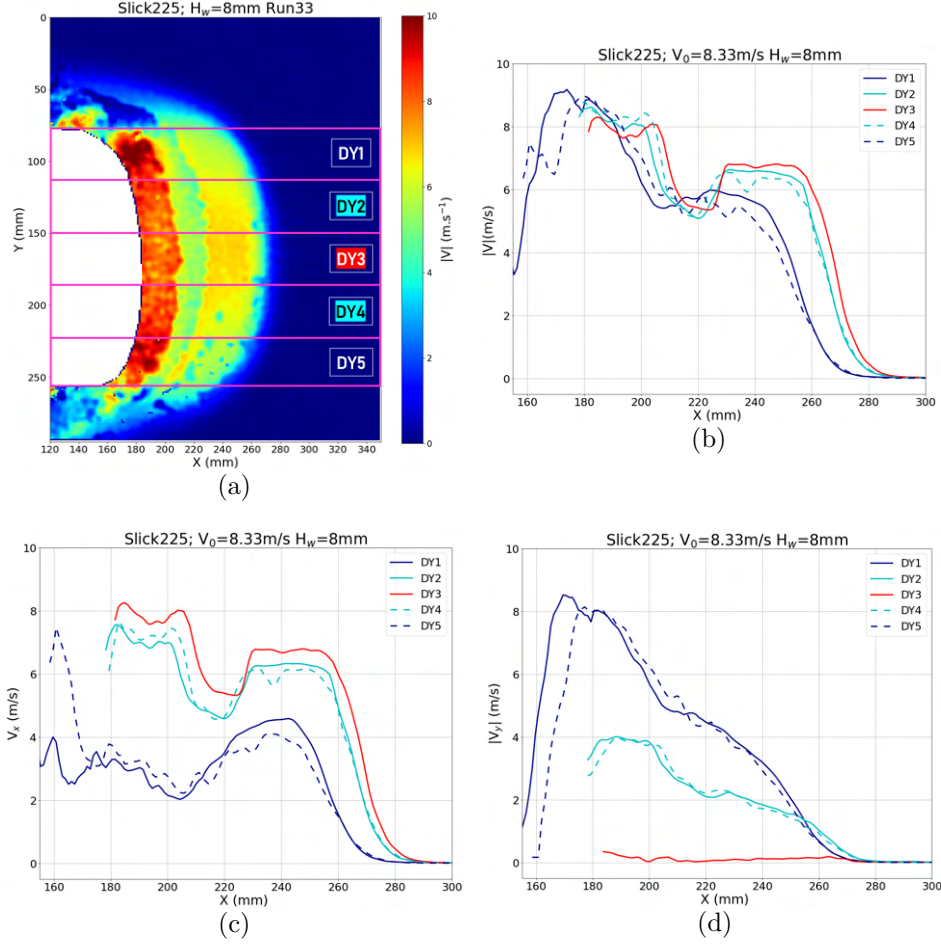 Slick225; H_w=8mm Run33
0
50
100
150
200
250
Y (mm)
DY1
DY2
DY3
DY4
DY5
120 140 160 180 200 220 240 260 280 300 320 340
X (mm)
10
8
6
4
2
0
|V| (m.s⁻¹)
(a)
Slick225; V_0=8.33m/s H_w=8mm
10
8
6
4
2
0
|V|(m/s)
DY1
DY2
DY3
DY4
DY5
160 180 200 220 240 260 280 300
X (mm)
(b)
Slick225; V_0=8.33m/s H_w=8mm
10
8
6
4
2
0
V_x (m/s)
DY1
DY2
DY3
DY4
DY5
160 180 200 220 240 260 280 300
X (mm)
(c)
Slick225; V_0=8.33m/s H_w=8mm
10
8
6
4
2
0
|V_y| (m/s)
DY1
DY2
DY3
DY4
DY5
160 180 200 220 240 260 280 300
X (mm)
(d)